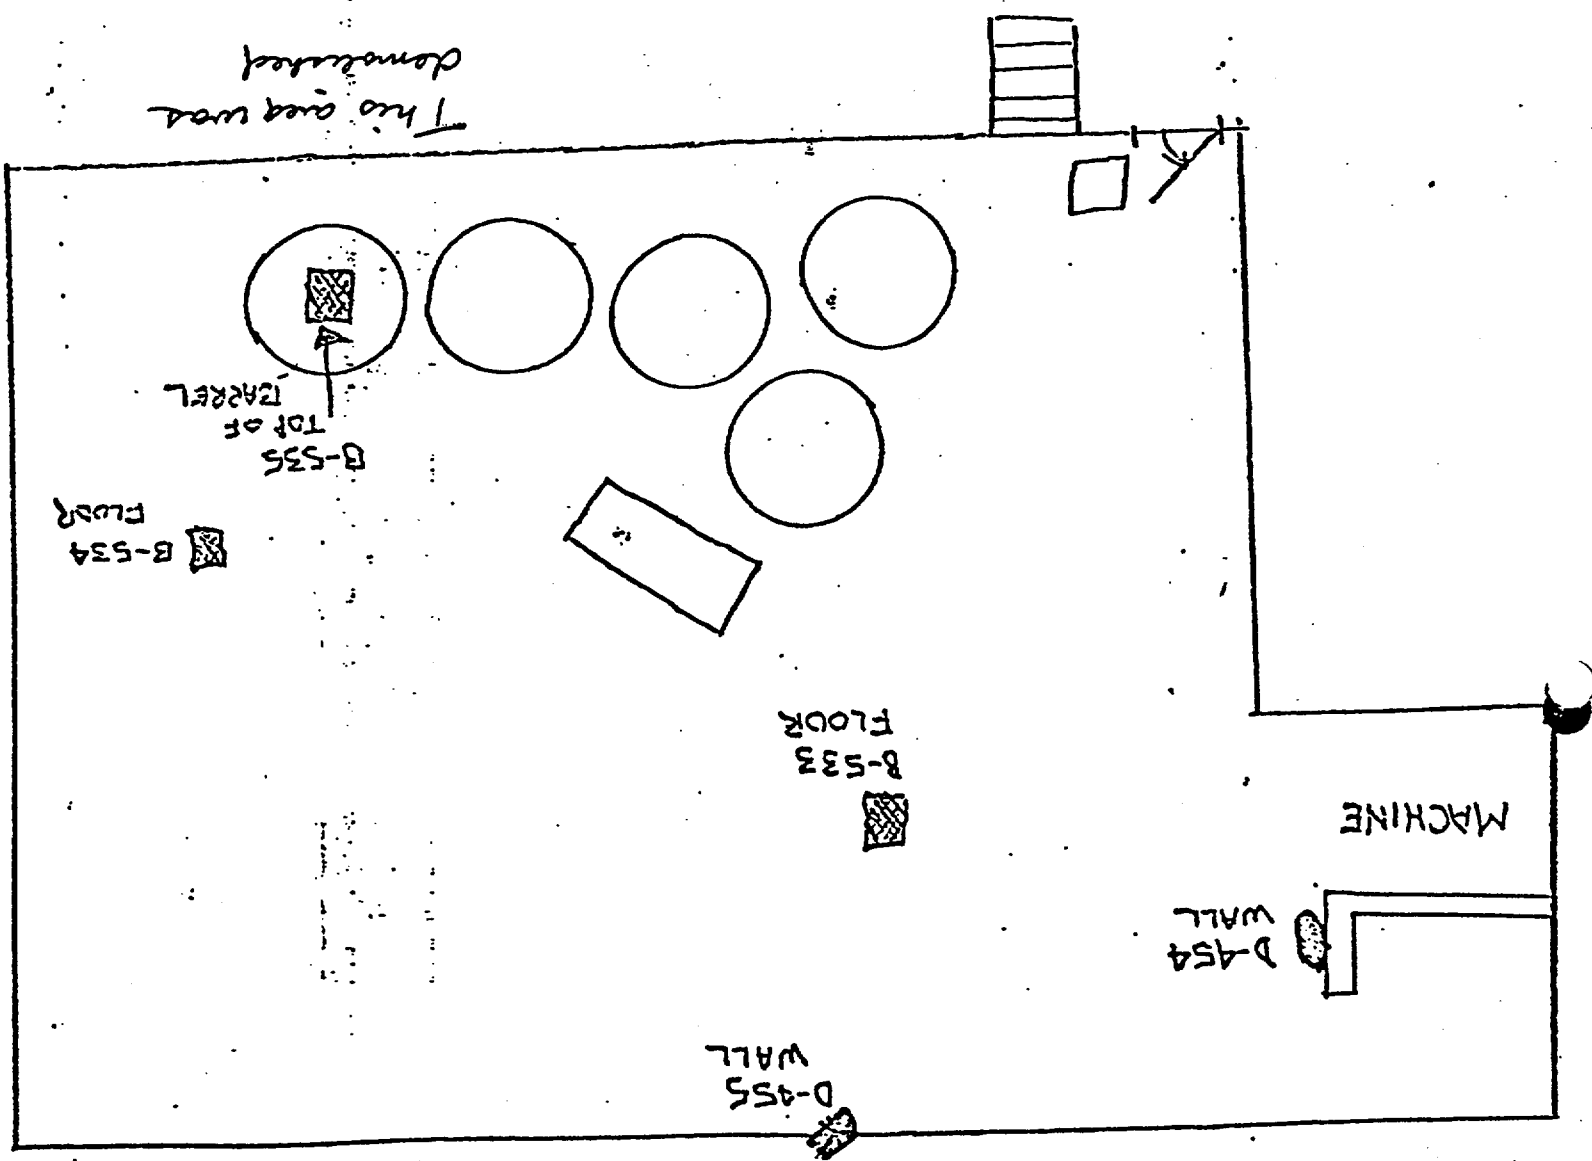 D-455
WALL
D-454
WALL
MACHINE
B-533
FLOOR
B-534
FLOOR
B-535
TOP OF
BARREL
This area was
demolished